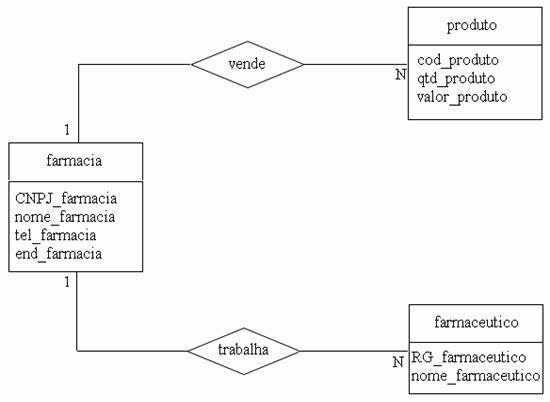 produto
cod_produto
qtd_produto
valor_produto
vende
N
1
farmacia
CNPJ_farmacia
nome_farmacia
tel_farmacia
end_farmacia
1
farmaceutico
RG_farmaceutico
nome_farmaceutico
trabalha
N